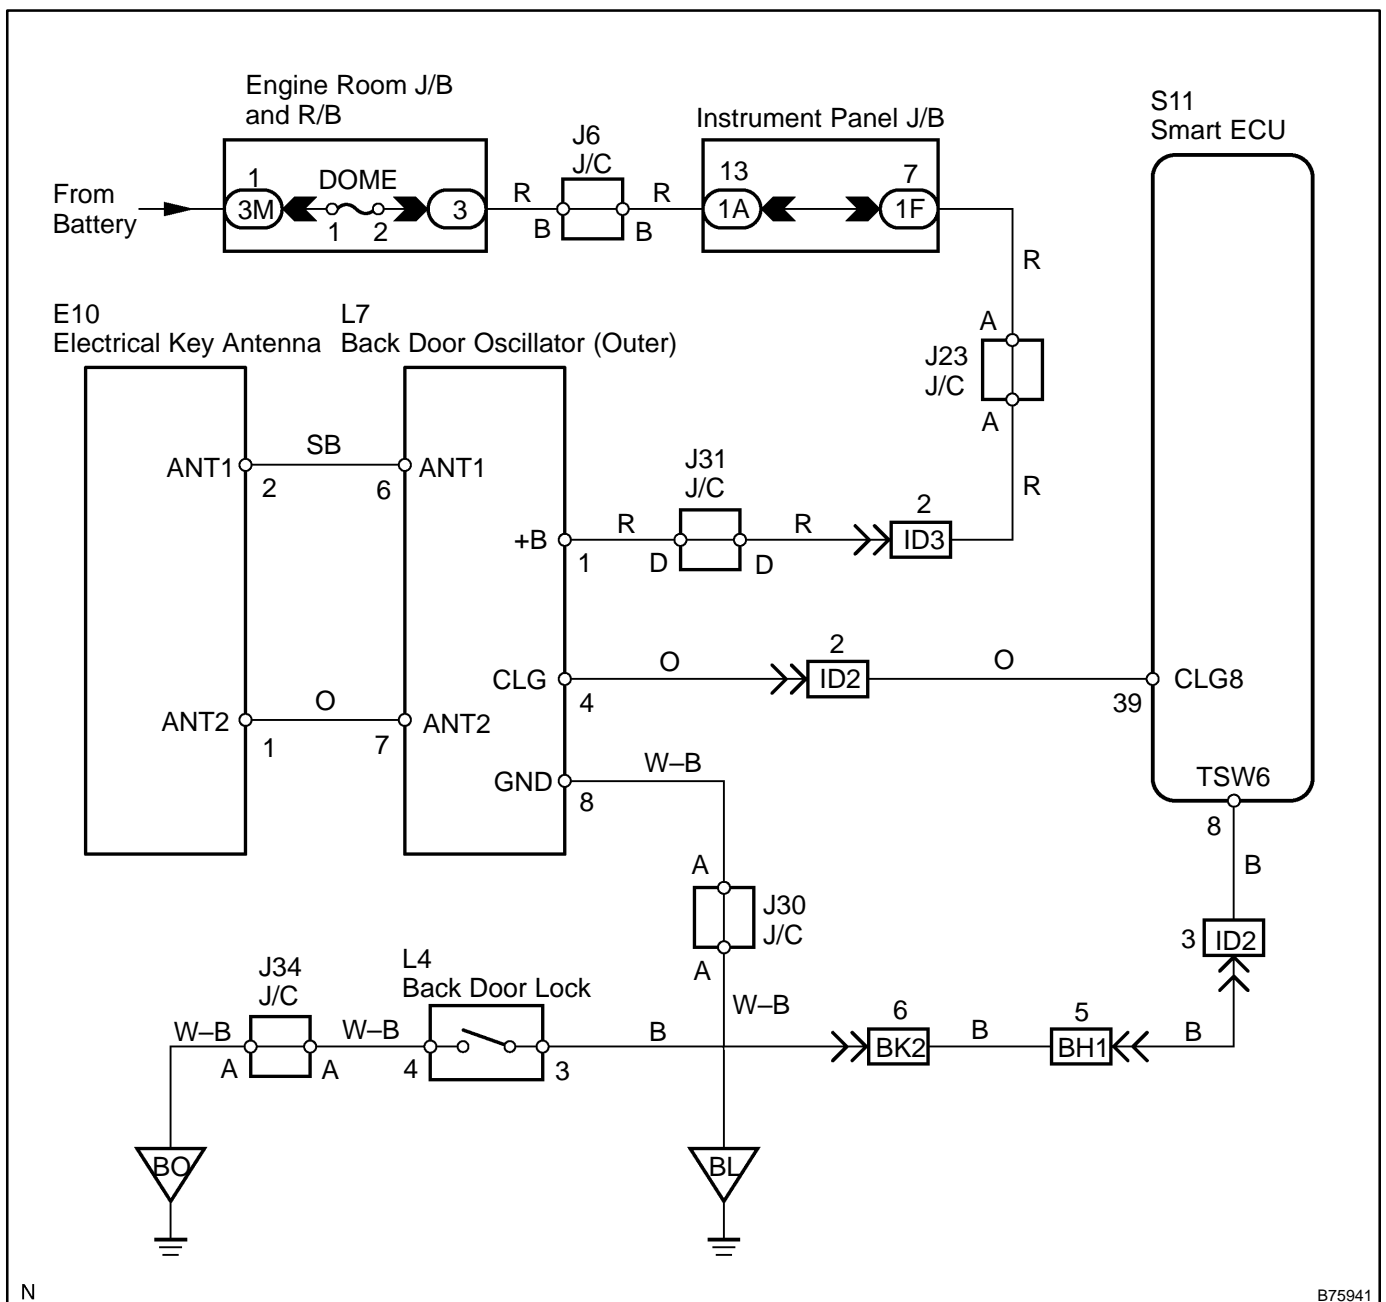 Engine Room J/B
and R/B
S11
Smart ECU
Instrument Panel J/B
J6
J/C
From
Battery
1
DOME
3M
1
2
3
R
B
B
R
13
1A
7
1F
R
E10
Electrical Key Antenna
L7
Back Door Oscillator (Outer)
A
J23
J/C
A
R
ANT1
2
SB
6
ANT1
J31
J/C
+B
1
R
D
D
R
2
ID3
CLG
4
O
2
ID2
O
39
CLG8
ANT2
1
O
7
ANT2
GND
8
W–B
TSW6
8
B
A
J30
J/C
A
3
ID2
J34
J/C
L4
Back Door Lock
W–B
W–B
W–B
A
A
4
3
B
6
BK2
B
5
BH1
B
BO
BL
N
B75941